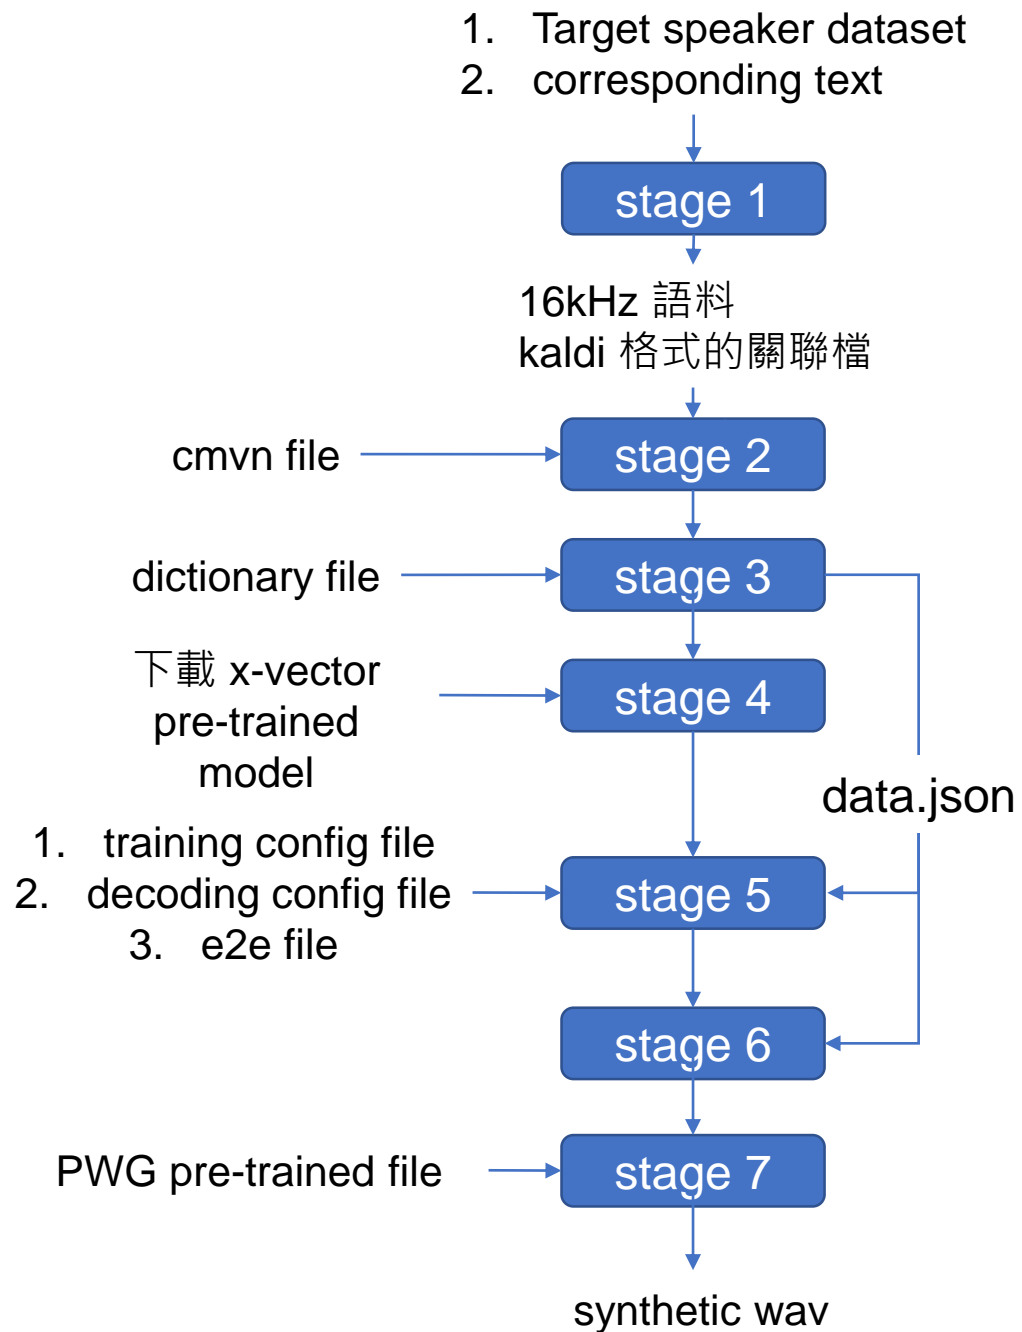 1. Target speaker dataset
2. corresponding text
stage 1
16kHz 語料
kaldi 格式的關聯檔
cmvn file
stage 2
dictionary file
stage 3
下載 x-vector
pre-trained
model
stage 4
data.json
1. training config file
2. decoding config file
3. e2e file
stage 5
stage 6
PWG pre-trained file
stage 7
synthetic wav